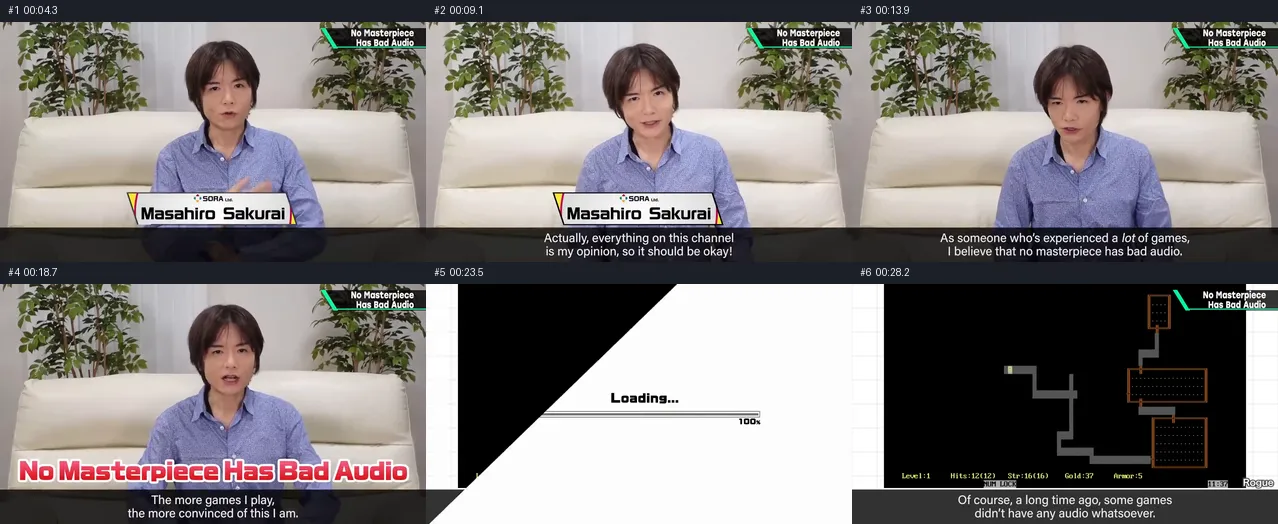 #1 00:04.3
No Masterpiece
Has Bad Audio
SORA Ltd.
Masahiro Sakurai
#2 00:09.1
No Masterpiece
Has Bad Audio
SORA Ltd.
Masahiro Sakurai
Actually, everything on this channel
is my opinion, so it should be okay!
#3 00:13.9
No Masterpiece
Has Bad Audio
As someone who's experienced a lot of games,
I believe that no masterpiece has bad audio.
#4 00:18.7
No Masterpiece
Has Bad Audio
No Masterpiece Has Bad Audio
The more games I play,
the more convinced of this I am.
#5 00:23.5
Loading...
100%
#6 00:28.2
No Masterpiece
Has Bad Audio
Level:1 Hits:12(12) Str:16(16) Gold:37 Armor:5
NUM LOCK 11:37
Rogue
Of course, a long time ago, some games
didn't have any audio whatsoever.